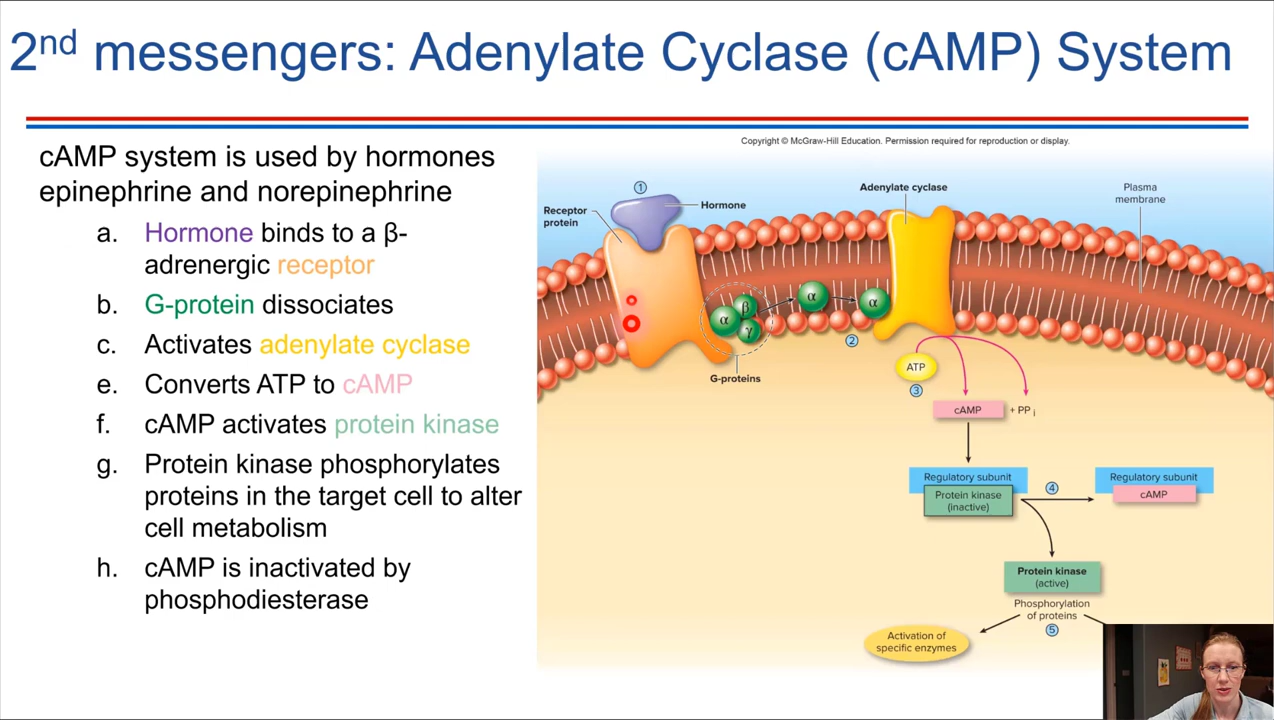 2nd messengers: Adenylate Cyclase (cAMP) System
cAMP system is used by hormones
epinephrine and norepinephrine
a. Hormone binds to a β-
adrenergic receptor
b. G-protein dissociates
c. Activates adenylate cyclase
e. Converts ATP to cAMP
f. cAMP activates protein kinase
g. Protein kinase phosphorylates
proteins in the target cell to alter
cell metabolism
h. cAMP is inactivated by
phosphodiesterase
Copyright © McGraw-Hill Education. Permission required for reproduction or display.
1
Hormone
Receptor
protein
Adenylate cyclase
Plasma
membrane
α
β
γ
α
α
G-proteins
2
ATP
3
cAMP
+ PPi
Regulatory subunit
Protein kinase
(inactive)
4
Regulatory subunit
cAMP
Protein kinase
(active)
Phosphorylation
of proteins
5
Activation of
specific enzymes